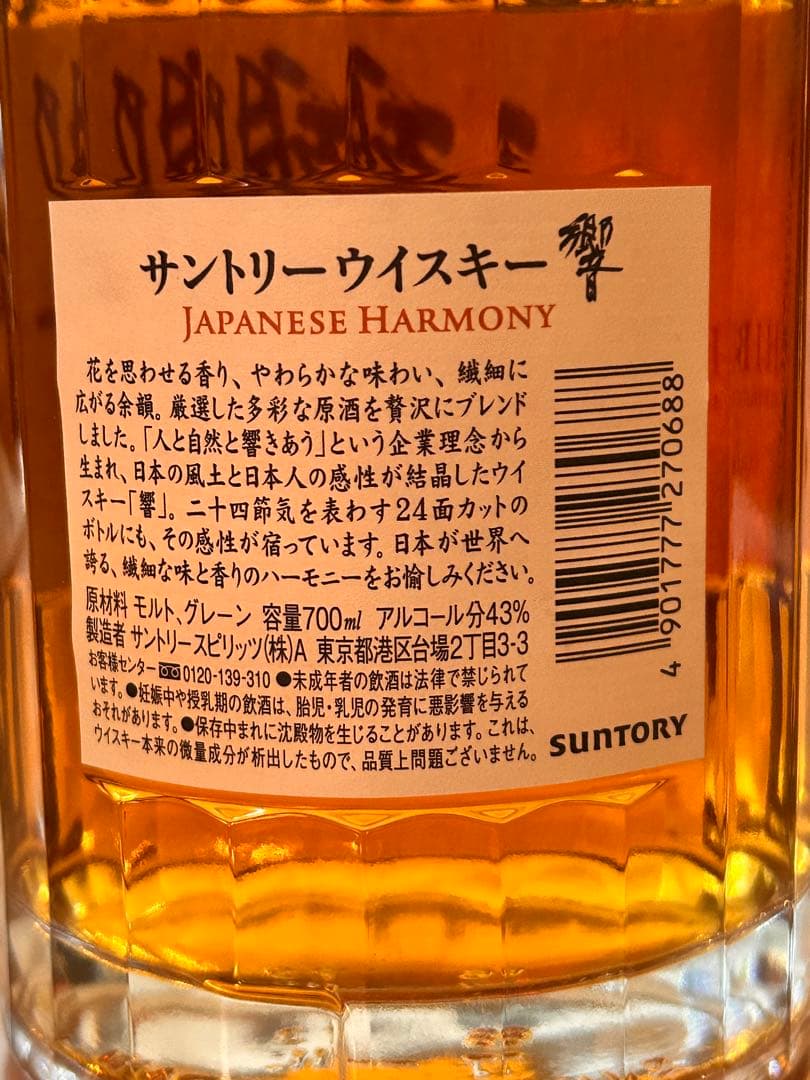 サントリーウイスキー 響
JAPANESE HARMONY
花を思わせる香り、やわらかな味わい、繊細に
広がる余韻。厳選した多彩な原酒を贅沢にブレンド
しました。「人と自然と響きあう」という企業理念から
生まれ、日本の風土と日本人の感性が結晶したウイ
スキー「響」。二十四節気を表わす24面カットの
ボトルにも、その感性が宿っています。日本が世界へ
誇る、繊細な味と香りのハーモニーをお愉しみください。
原材料 モルト、グレーン 容量700ml アルコール分43%
製造者 サントリースピリッツ(株)A 東京都港区台場2丁目3-3
お客様センター 0120-139-310 ●未成年者の飲酒は法律で禁じられて
います。●妊娠中や授乳期の飲酒は、胎児・乳児の発育に悪影響を与える
おそれがあります。●保存中まれに沈殿物を生じることがあります。これは、
ウイスキー本来の微量成分が析出したもので、品質上問題ございません。
4 901777 270688
SUNTORY